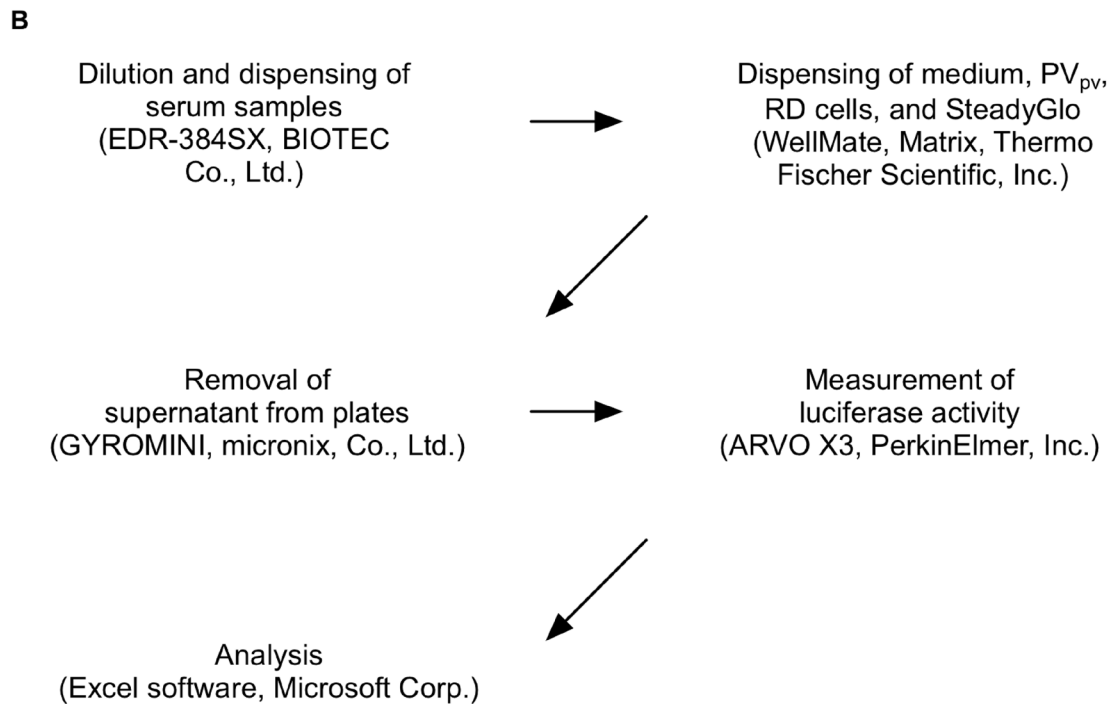 B
Dilution and dispensing of
serum samples
(EDR-384SX, BIOTEC
Co., Ltd.)
Dispensing of medium, PVpv,
RD cells, and SteadyGlo
(WellMate, Matrix, Thermo
Fischer Scientific, Inc.)
Removal of
supernatant from plates
(GYROMINI, micronix, Co., Ltd.)
Measurement of
luciferase activity
(ARVO X3, PerkinElmer, Inc.)
Analysis
(Excel software, Microsoft Corp.)